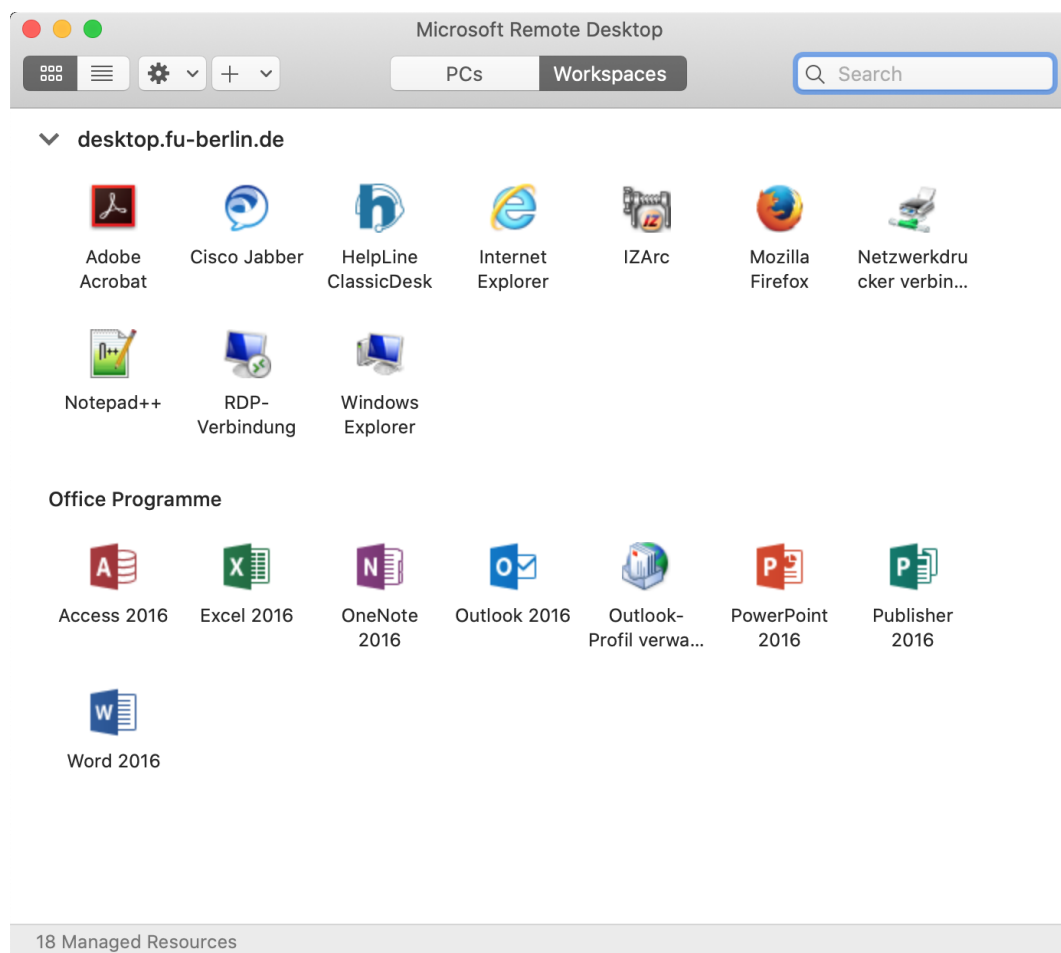 Microsoft Remote Desktop
PCs Workspaces Search
desktop.fu-berlin.de
Adobe Acrobat
Cisco Jabber
HelpLine ClassicDesk
Internet Explorer
IZArc
Mozilla Firefox
Netzwerkdru
cker verbin...
Notepad++
RDP-
Verbindung
Windows Explorer
Office Programme
Access 2016
Excel 2016
OneNote 2016
Outlook 2016
Outlook-
Profil verwa...
PowerPoint 2016
Publisher 2016
Word 2016
18 Managed Resources